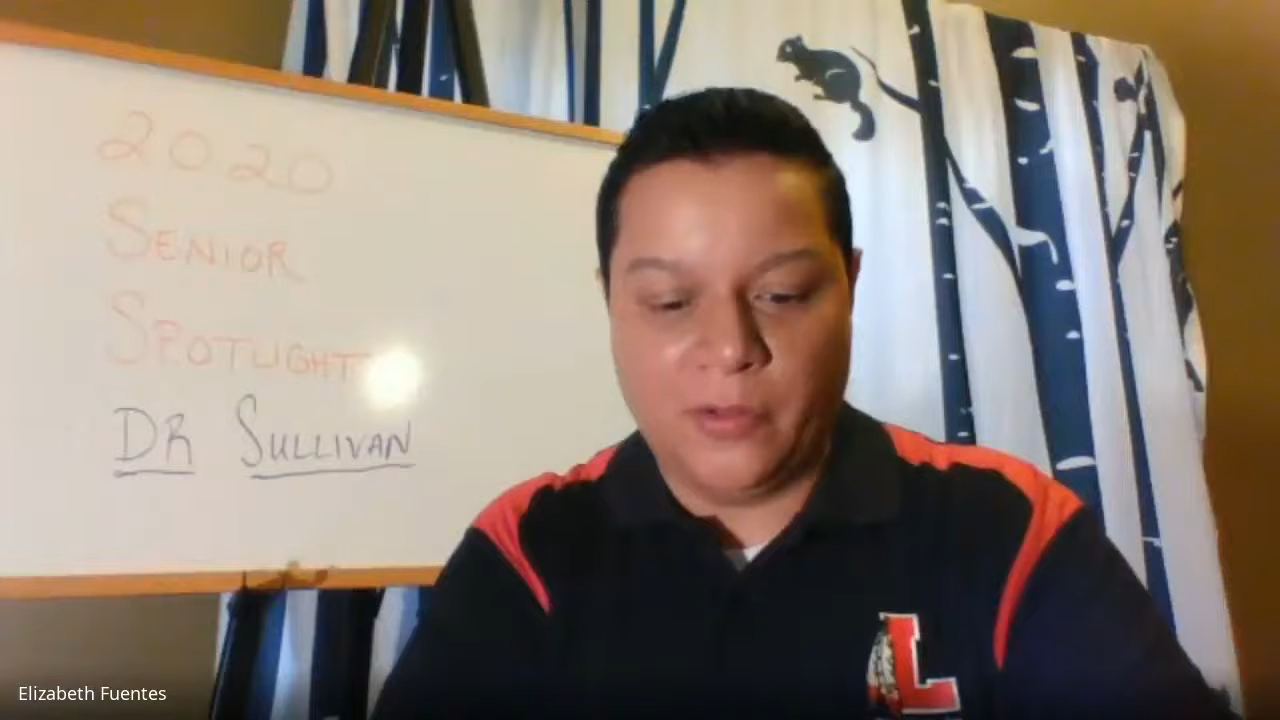 2020
SENIOR
SPOTLIGHT
DR SULLIVAN
L
Elizabeth Fuentes